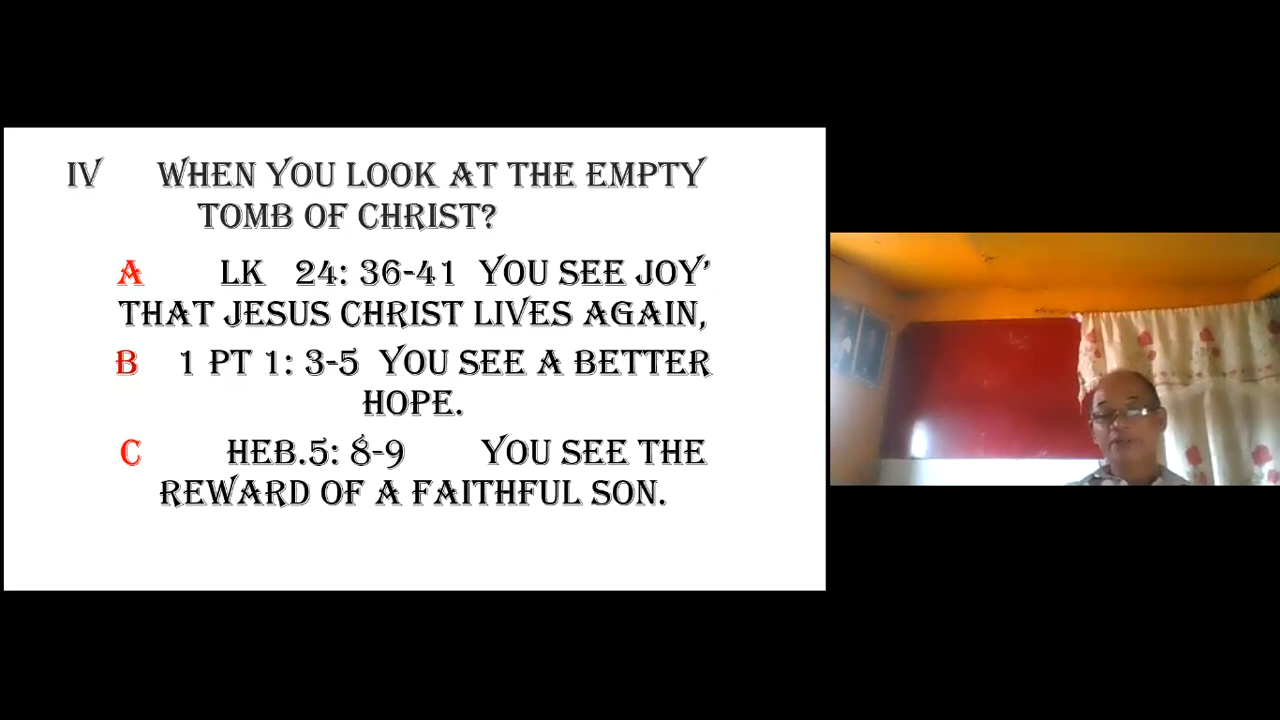 IV WHEN YOU LOOK AT THE EMPTY
TOMB OF CHRIST?
A LK 24: 36-41 YOU SEE JOY’
THAT JESUS CHRIST LIVES AGAIN,
B 1 PT 1: 3-5 YOU SEE A BETTER
HOPE.
C HEB.5: 8-9 YOU SEE THE
REWARD OF A FAITHFUL SON.